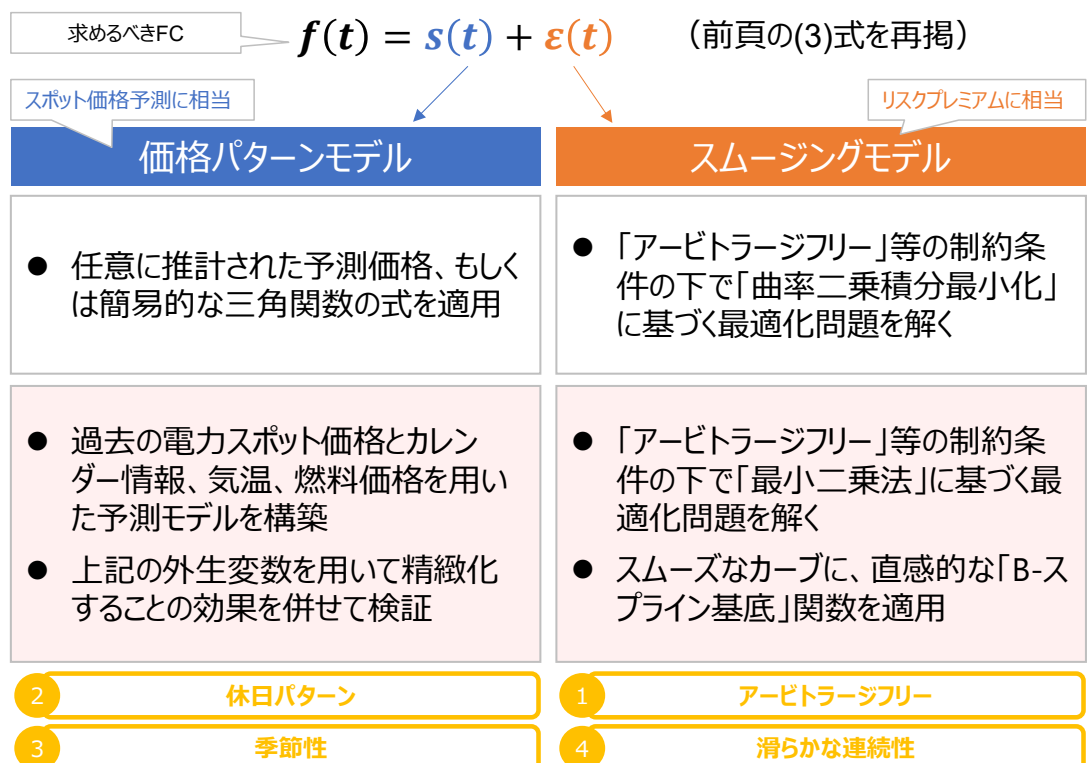 求めるべきFC
f(t) = s(t) + ε(t)
（前頁の(3)式を再掲）
スポット価格予測に相当
リスクプレミアムに相当
価格パターンモデル
● 任意に推計された予測価格、もしく
は簡易的な三角関数の式を適用
● 過去の電力スポット価格とカレン
ダー情報、気温、燃料価格を用い
た予測モデルを構築
● 上記の外生変数を用いて精緻化
することの効果を併せて検証
2 休日パターン
3 季節性
スムージングモデル
● 「アービトラージフリー」等の制約条
件の下で「曲率二乗積分最小化」
に基づく最適化問題を解く
● 「アービトラージフリー」等の制約条
件の下で「最小二乗法」に基づく最
適化問題を解く
● スムーズなカーブに、直感的な「B-ス
プライン基底」関数を適用
1 アービトラージフリー
4 滑らかな連続性